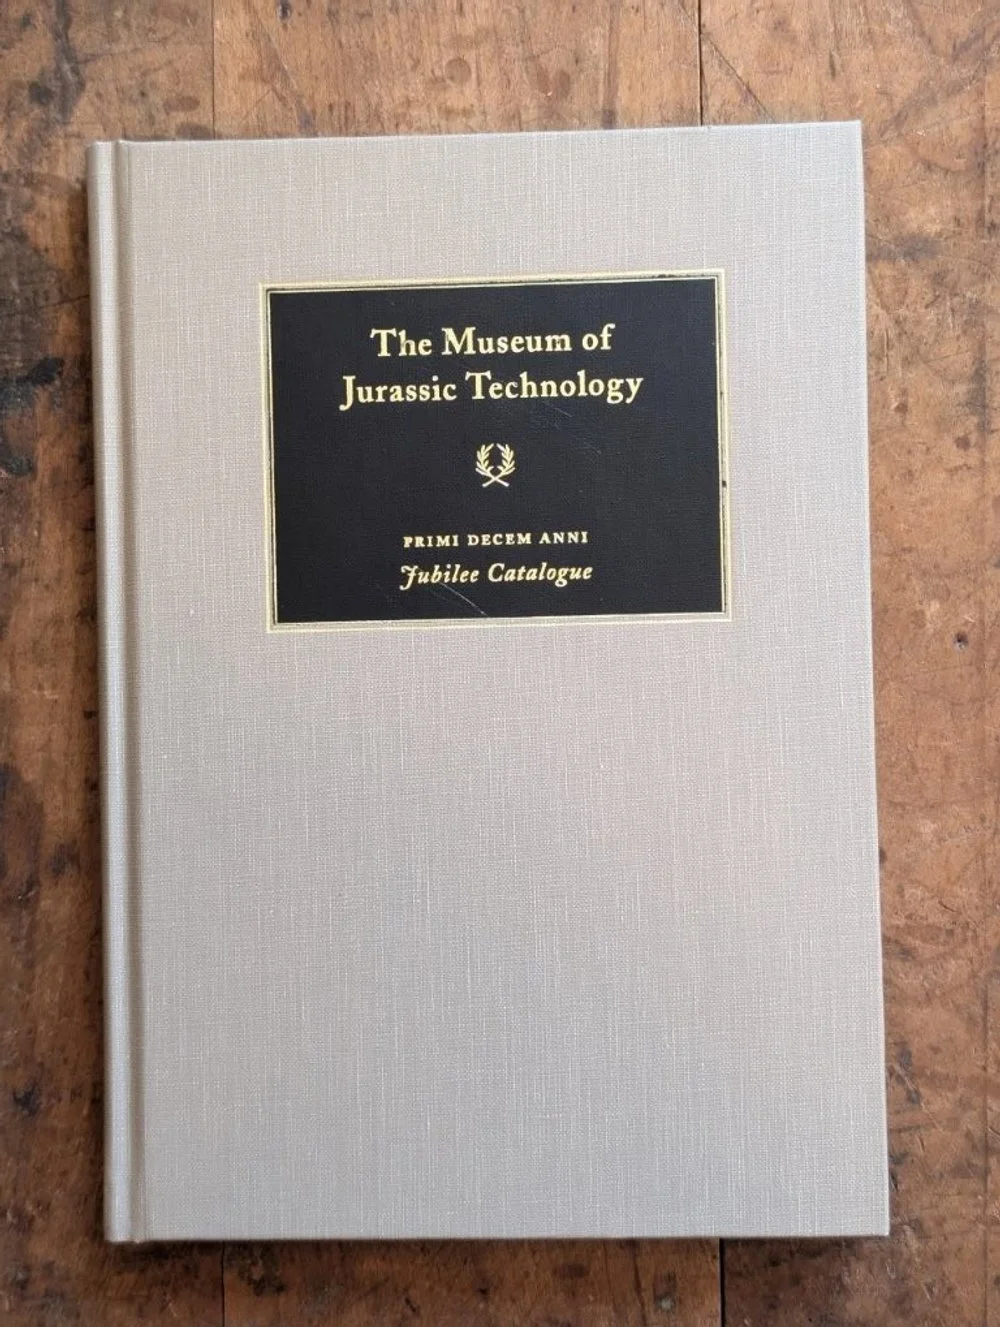 The Museum of
Jurassic Technology
PRIMI DECEM ANNI
Jubilee Catalogue